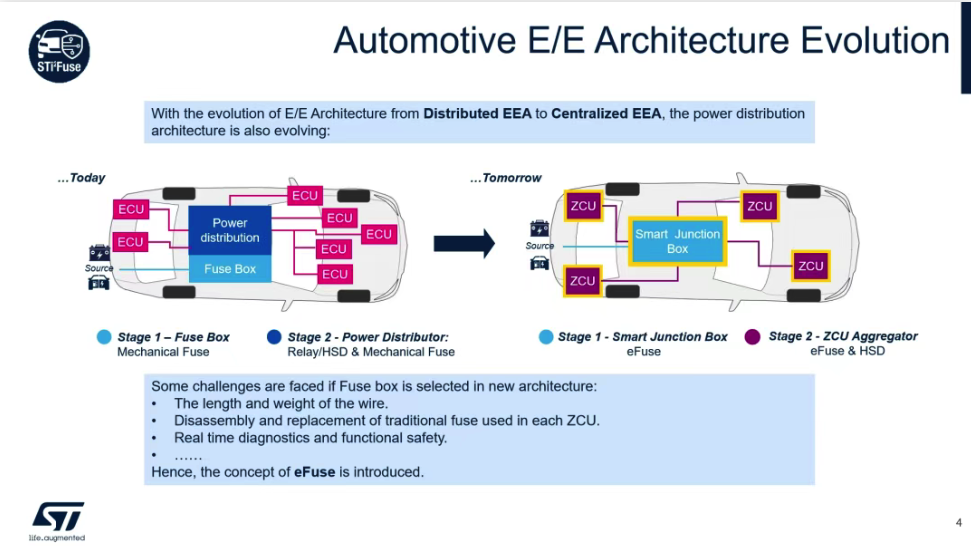 STi²Fuse
Automotive E/E Architecture Evolution
With the evolution of E/E Architecture from Distributed EEA to Centralized EEA, the power distribution
architecture is also evolving:
...Today
ECU
ECU
ECU
ECU
ECU
ECU
ECU
Power
distribution
Fuse Box
Source
Stage 1 – Fuse Box
Mechanical Fuse
Stage 2 - Power Distributor:
Relay/HSD & Mechanical Fuse
...Tomorrow
ZCU
ZCU
ZCU
ZCU
Smart Junction
Box
Source
Stage 1 - Smart Junction Box
eFuse
Stage 2 - ZCU Aggregator
eFuse & HSD
Some challenges are faced if Fuse box is selected in new architecture:
• The length and weight of the wire.
• Disassembly and replacement of traditional fuse used in each ZCU.
• Real time diagnostics and functional safety.
• ......
Hence, the concept of eFuse is introduced.
ST
life.augmented
4